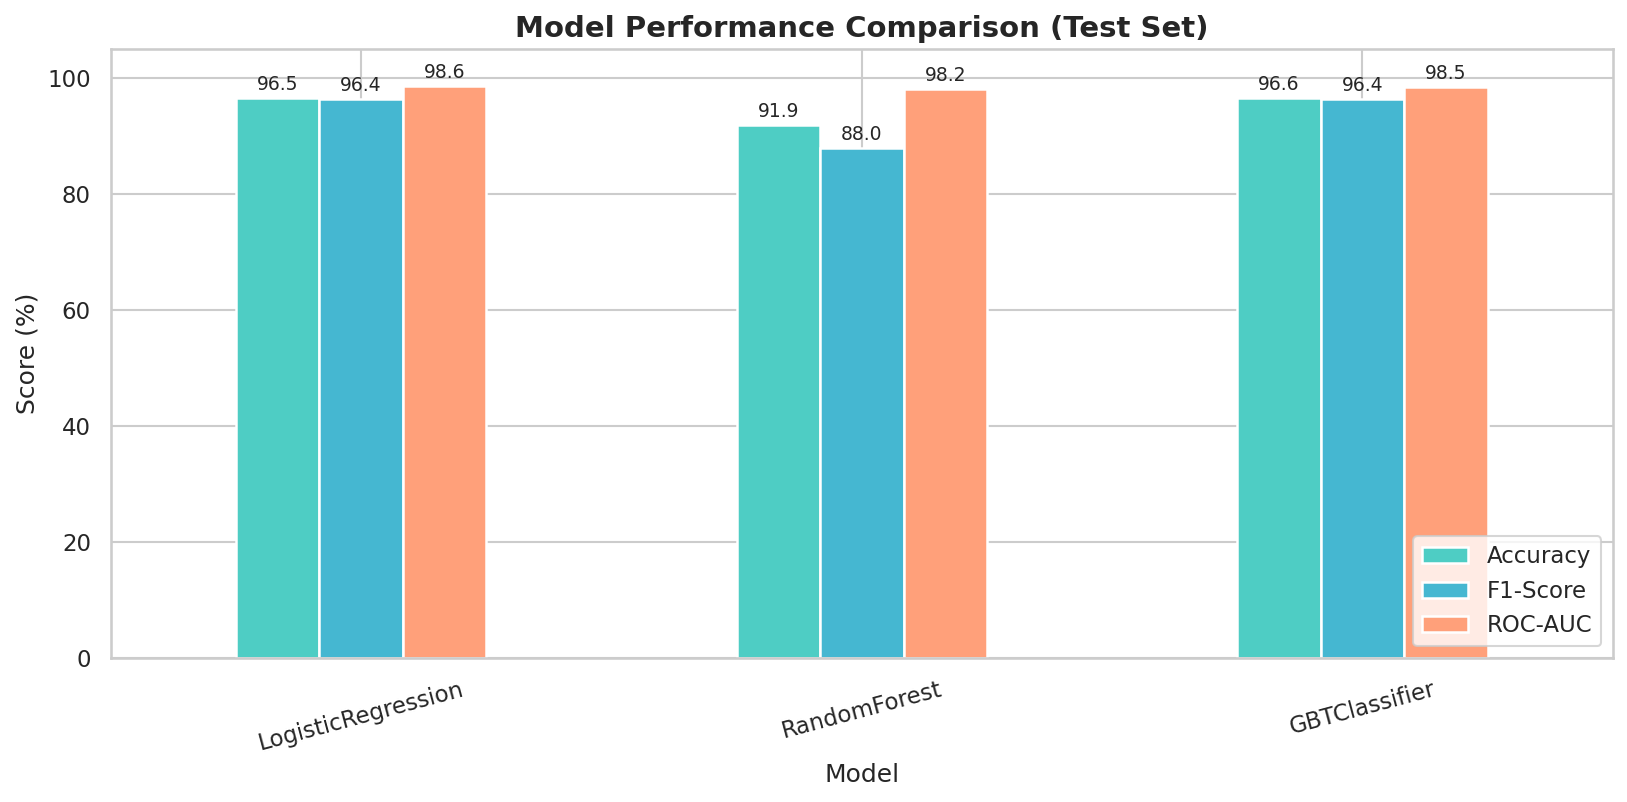 Model Performance Comparison (Test Set)
Score (%)
100
80
60
40
20
0
96.5
96.4
98.6
91.9
88.0
98.2
96.6
96.4
98.5
Accuracy
F1-Score
ROC-AUC
LogisticRegression
RandomForest
GBTClassifier
Model